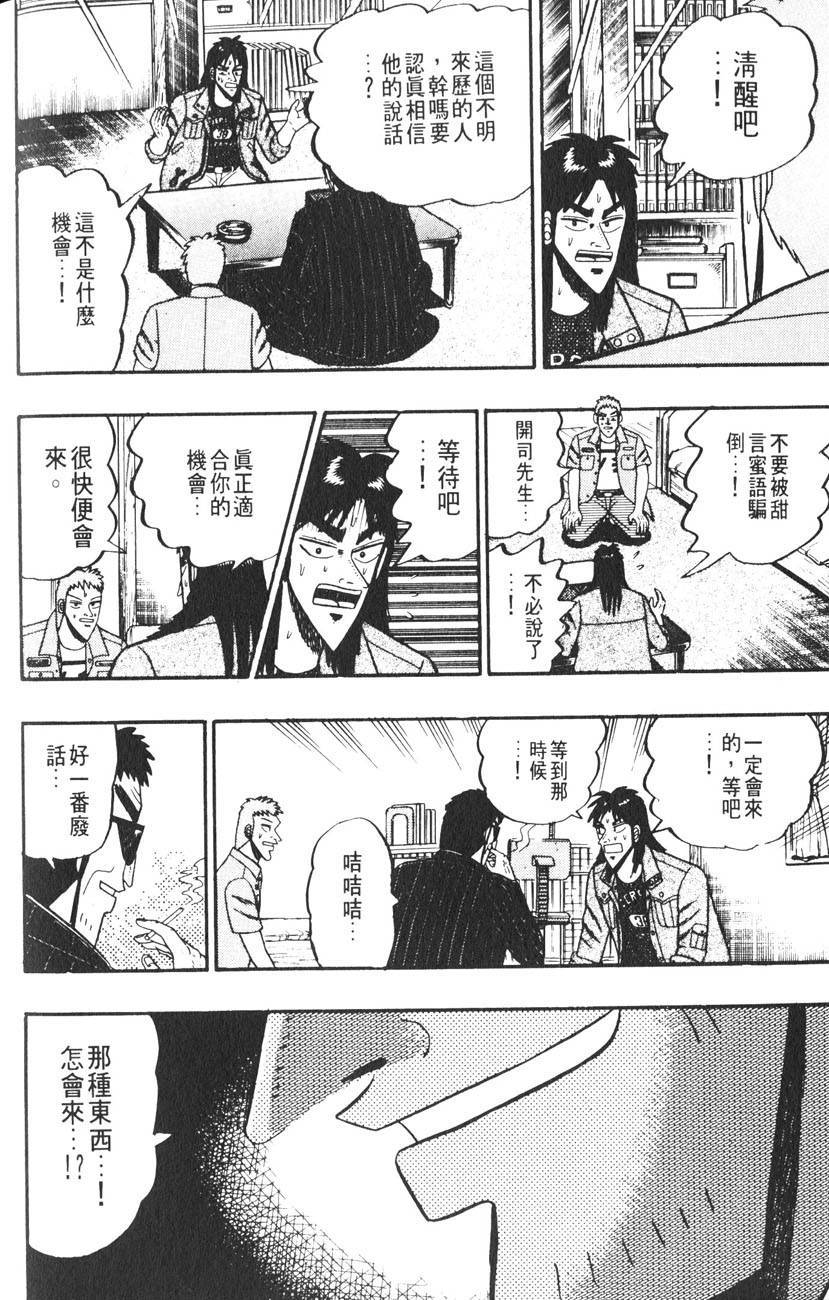 清醒吧
…！
這個不明
來歷的人
，幹嗎要
認真相信
他的說話
…？
這不是什麼
機會…！
不要被甜
言蜜語騙
倒…！
開司先生…
不必說了
…！
等待吧
…！
真正適
合你的
機會…
很快便會
來。
一定會來
的，等吧
…！
等到那
時候
…！
咭咭咭…
好一番廢
話…
那種東西…！
怎會來…!?